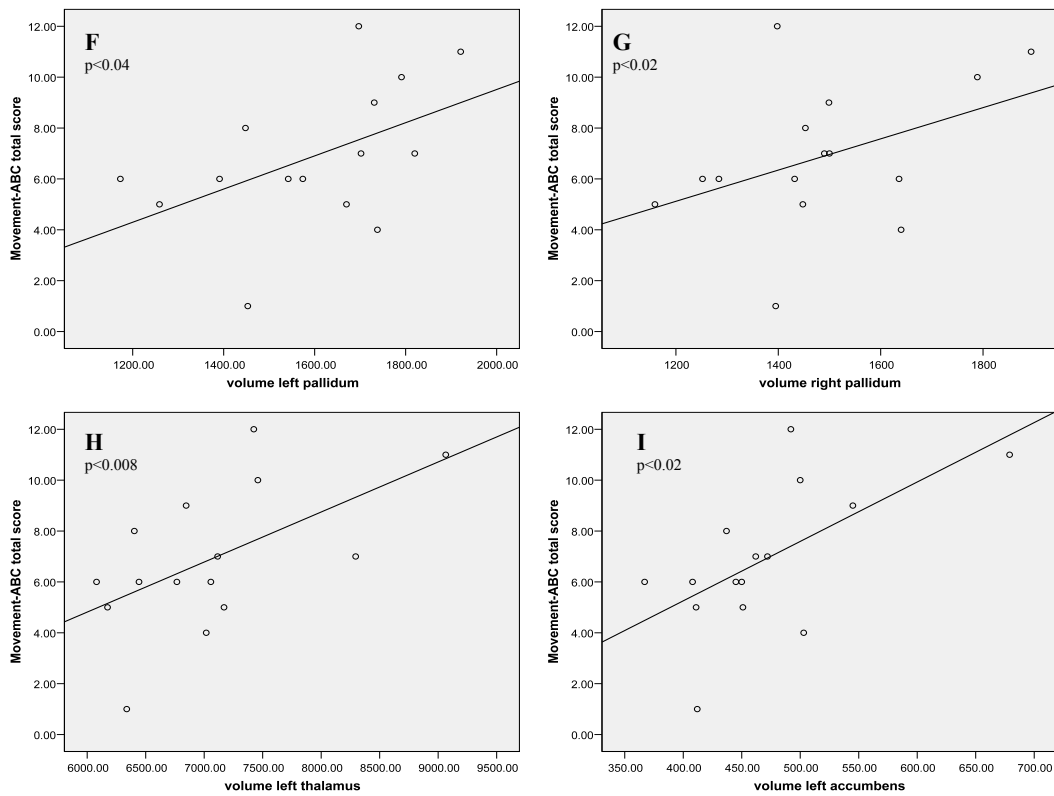 F
p<0.04
Movement-ABC total score
12.00
10.00
8.00
6.00
4.00
2.00
0.00
1200.00 1400.00 1600.00 1800.00 2000.00
volume left pallidum
G
p<0.02
Movement-ABC total score
12.00
10.00
8.00
6.00
4.00
2.00
0.00
1200 1400 1600 1800
volume right pallidum
H
p<0.008
Movement-ABC total score
12.00
10.00
8.00
6.00
4.00
2.00
0.00
6000.00 6500.00 7000.00 7500.00 8000.00 8500.00 9000.00 9500.00
volume left thalamus
I
p<0.02
Movement-ABC total score
12.00
10.00
8.00
6.00
4.00
2.00
0.00
350.00 400.00 450.00 500.00 550.00 600.00 650.00 700.00
volume left accumbens